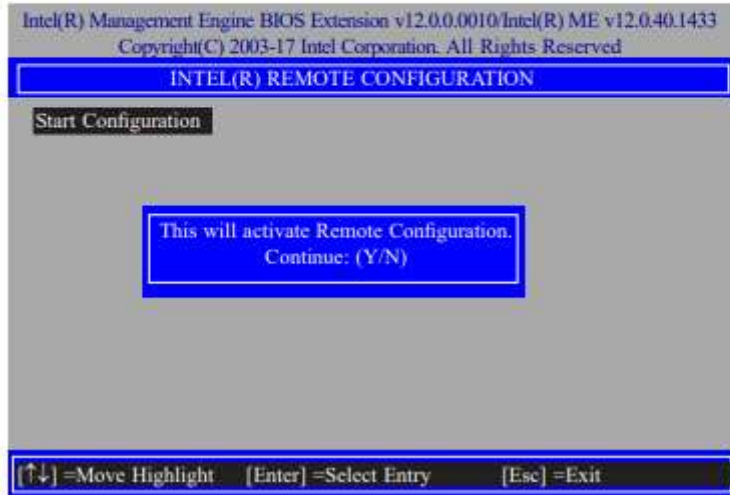 Intel(R) Management Engine BIOS Extension v12.0.0.0010/Intel(R) ME v12.0.40.1433
Copyright(C) 2003-17 Intel Corporation. All Rights Reserved
INTEL(R) REMOTE CONFIGURATION
Start Configuration
This will activate Remote Configuration.
Continue: (Y/N)
[↑↓] =Move Highlight [Enter] =Select Entry [Esc] =Exit